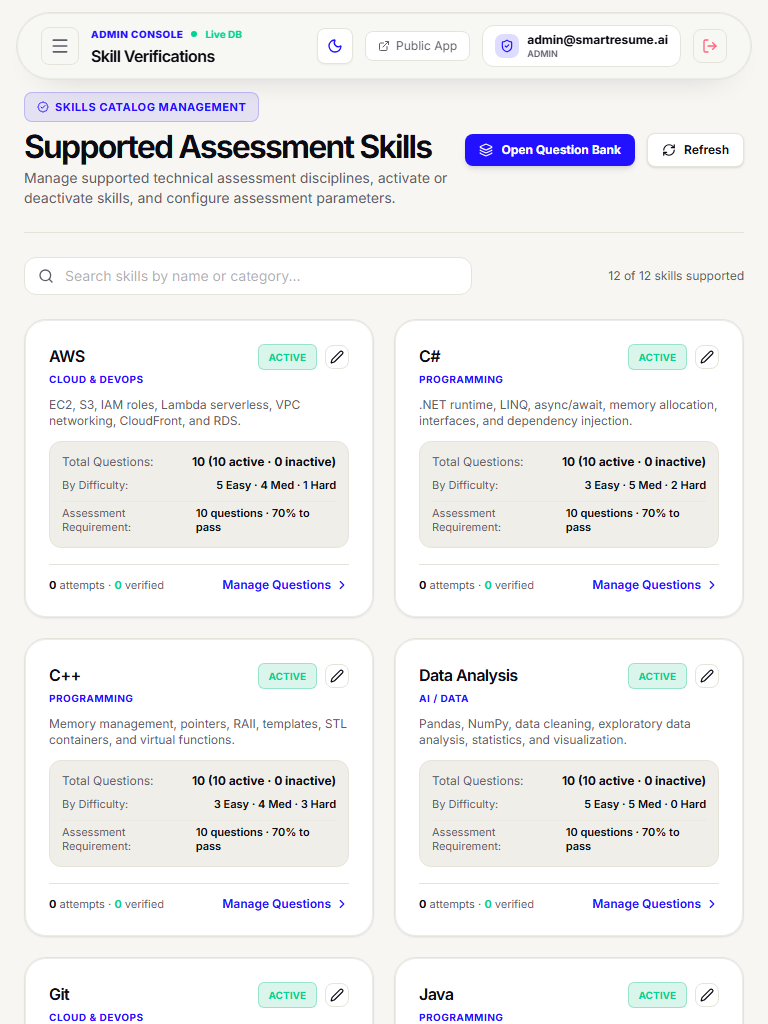 ADMIN CONSOLE Live DB
Skill Verifications
Public App
admin@smartresume.ai
ADMIN
SKILLS CATALOG MANAGEMENT
Supported Assessment Skills
Open Question Bank
Refresh
Manage supported technical assessment disciplines, activate or
deactivate skills, and configure assessment parameters.
Search skills by name or category...
12 of 12 skills supported
AWS
ACTIVE
CLOUD & DEVOPS
EC2, S3, IAM roles, Lambda serverless, VPC
networking, CloudFront, and RDS.
Total Questions: 10 (10 active · 0 inactive)
By Difficulty: 5 Easy · 4 Med · 1 Hard
Assessment
Requirement:
10 questions · 70% to
pass
0 attempts · 0 verified
Manage Questions
C#
ACTIVE
PROGRAMMING
.NET runtime, LINQ, async/await, memory allocation,
interfaces, and dependency injection.
Total Questions: 10 (10 active · 0 inactive)
By Difficulty: 3 Easy · 5 Med · 2 Hard
Assessment
Requirement:
10 questions · 70% to
pass
0 attempts · 0 verified
Manage Questions
C++
ACTIVE
PROGRAMMING
Memory management, pointers, RAII, templates, STL
containers, and virtual functions.
Total Questions: 10 (10 active · 0 inactive)
By Difficulty: 3 Easy · 4 Med · 3 Hard
Assessment
Requirement:
10 questions · 70% to
pass
0 attempts · 0 verified
Manage Questions
Data Analysis
ACTIVE
AI / DATA
Pandas, NumPy, data cleaning, exploratory data
analysis, statistics, and visualization.
Total Questions: 10 (10 active · 0 inactive)
By Difficulty: 5 Easy · 5 Med · 0 Hard
Assessment
Requirement:
10 questions · 70% to
pass
0 attempts · 0 verified
Manage Questions
Git
ACTIVE
CLOUD & DEVOPS
Java
ACTIVE
PROGRAMMING